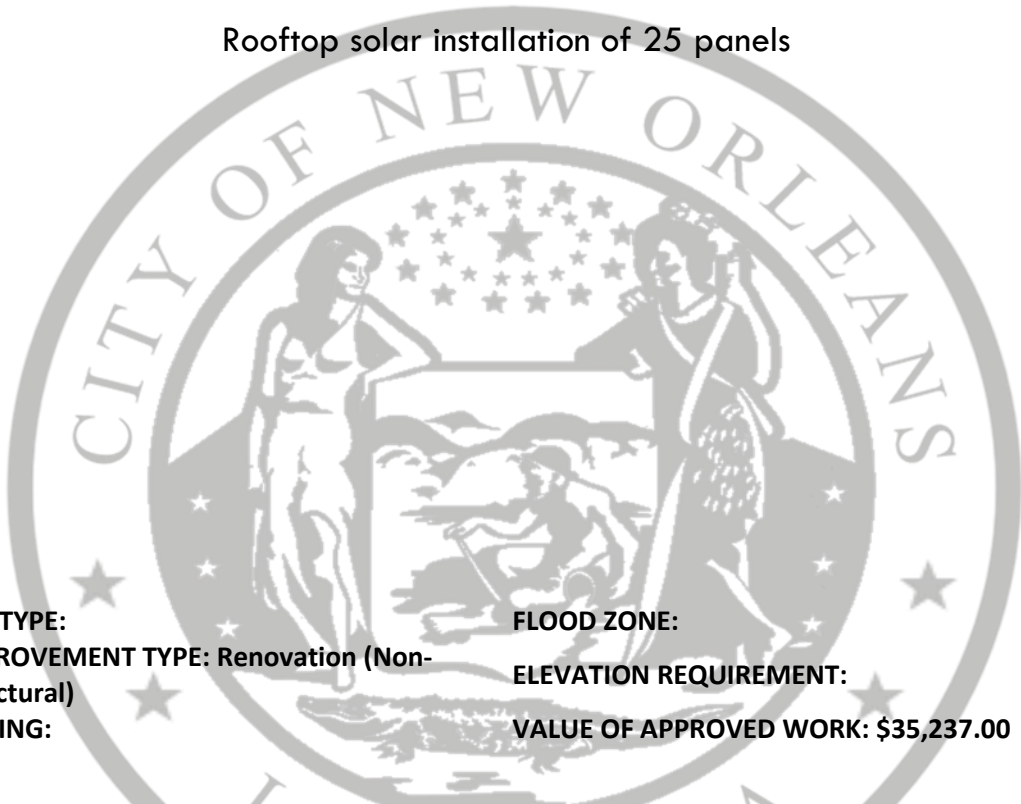 Rooftop solar installation of 25 panels
CITY OF NEW ORLEANS
TYPE:
FLOOD ZONE:
ROVEMENT TYPE: Renovation (Non-
ctural)
ELEVATION REQUIREMENT:
ING:
VALUE OF APPROVED WORK: $35,237.00